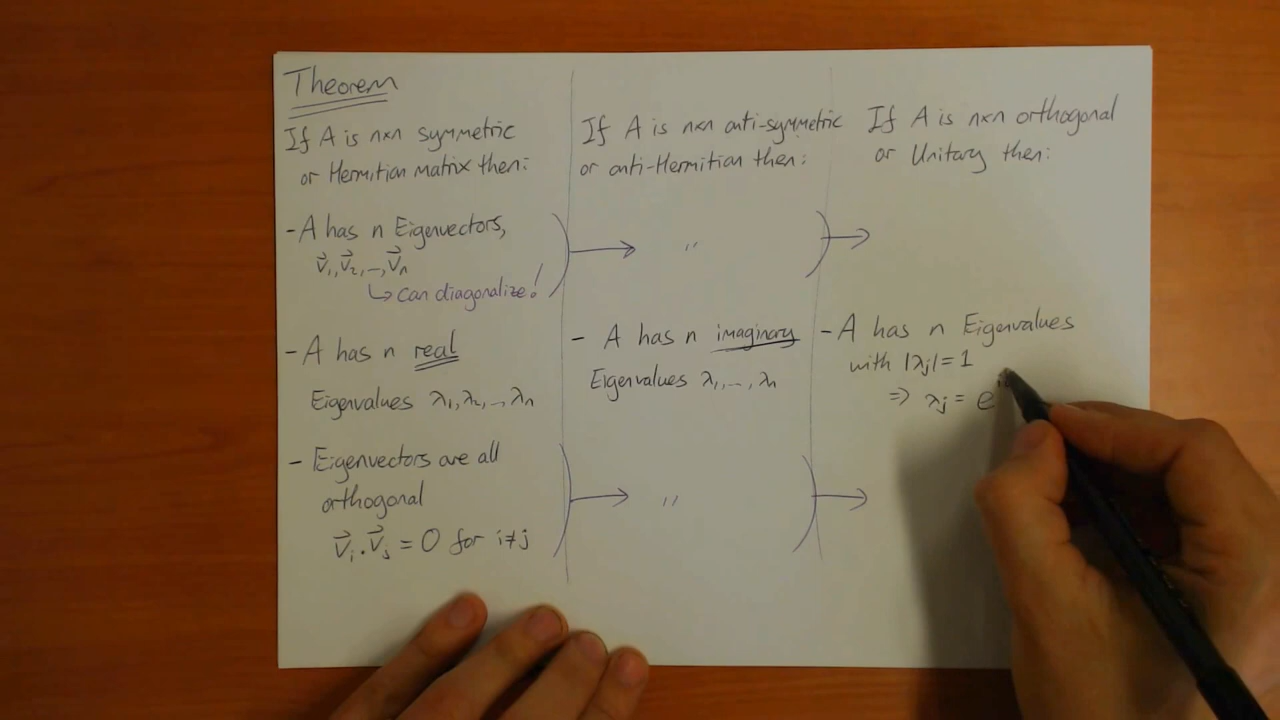 Theorem
If A is n×n symmetric
or Hermitian matrix then:
- A has n Eigenvectors,
v⃗₁, v⃗₂, ..., v⃗ₙ
↳ can diagonalize!
- A has n real
Eigenvalues λ₁, λ₂, ..., λₙ
- Eigenvectors are all
orthogonal
v⃗ᵢ · v⃗ⱼ = 0 for i≠j
If A is n×n anti-symmetric
or anti-Hermitian then:
→ "
- A has n imaginary
Eigenvalues λ₁, ..., λₙ
→ "
If A is n×n orthogonal
or Unitary then:
→
- A has n Eigenvalues
with |λⱼ| = 1
⇒ λⱼ = e^i
→